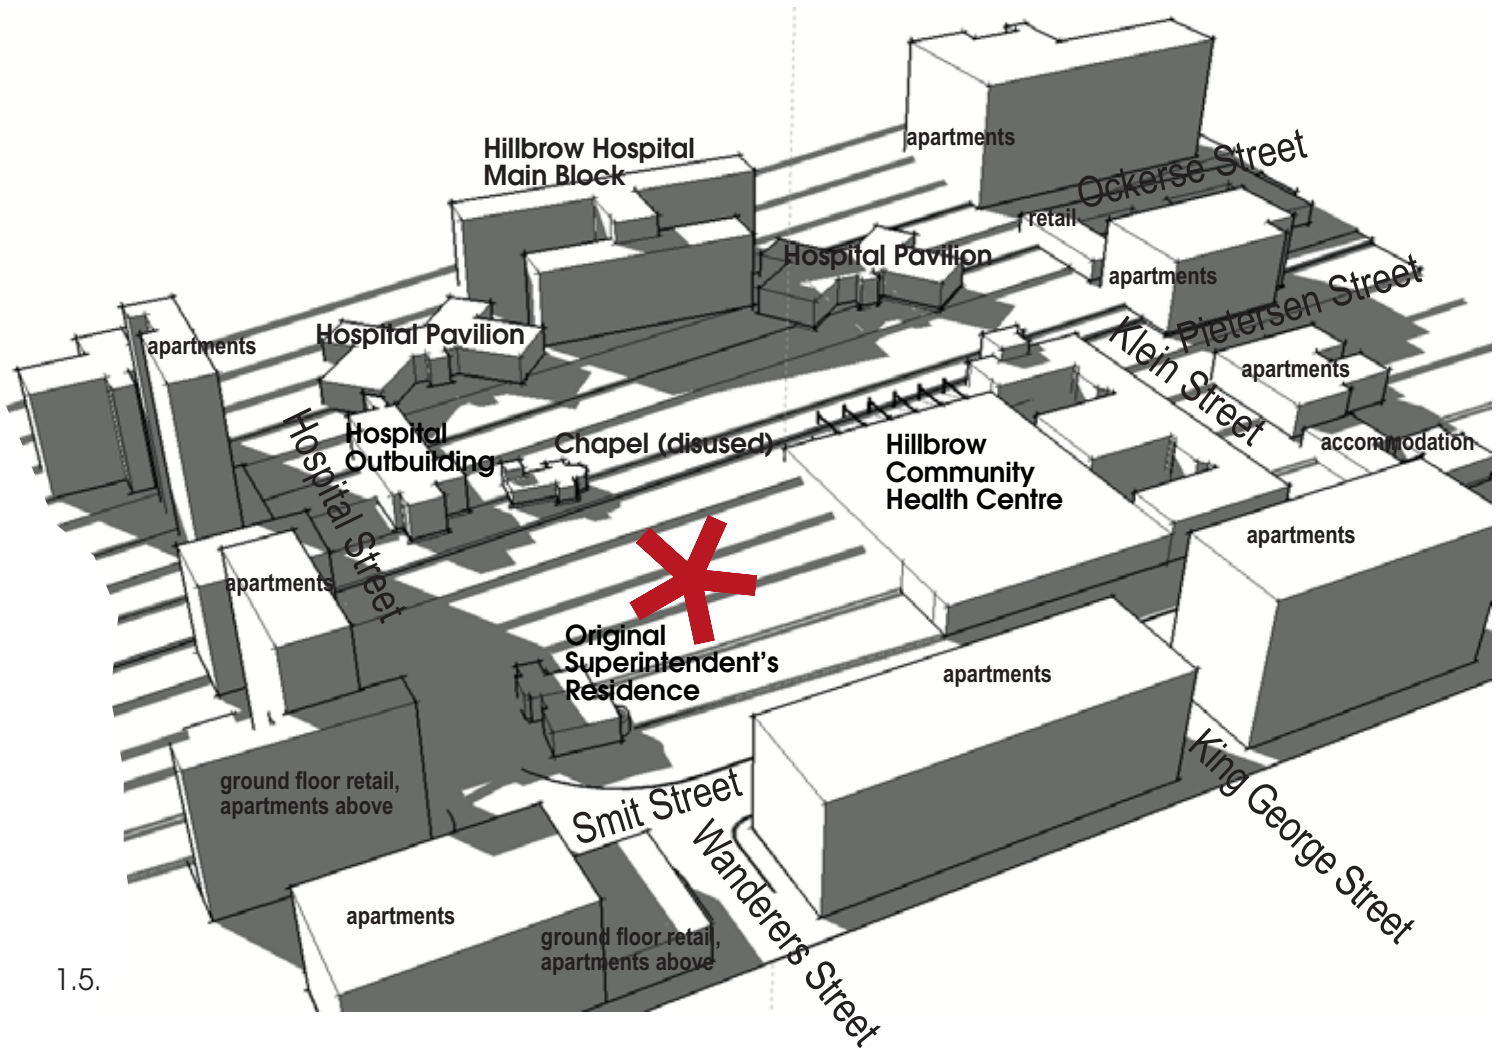 apartments
Ockerse Street
Hillbrow Hospital
Main Block
retail
Hospital Pavilion
apartments
Pietersen Street
Hospital Pavilion
apartments
Klein Street
apartments
Hospital Street
Hospital
Outbuilding
Chapel (disused)
Hillbrow
Community
Health Centre
accommodation
apartments
apartments
Original
Superintendent's
Residence
apartments
ground floor retail,
apartments above
Smit Street
King George Street
Wanderers Street
apartments
ground floor retail,
apartments above
1.5.